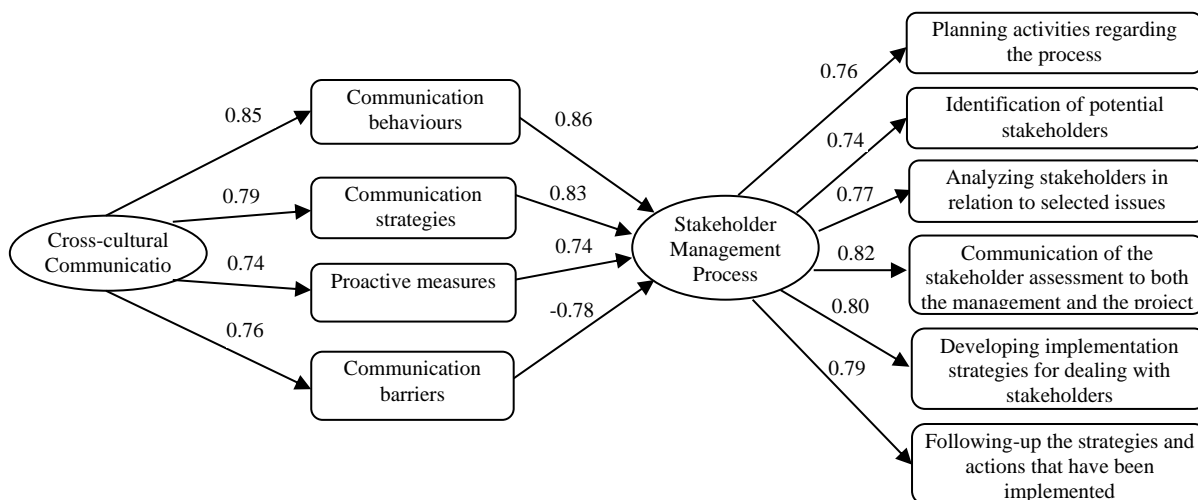 Cross-cultural
Communicatio
0.85
0.79
0.74
0.76
Communication
behaviours
Communication
strategies
Proactive measures
Communication
barriers
0.86
0.83
0.74
-0.78
Stakeholder
Management
Process
0.76
0.74
0.77
0.82
0.80
0.79
Planning activities regarding
the process
Identification of potential
stakeholders
Analyzing stakeholders in
relation to selected issues
Communication of the
stakeholder assessment to both
the management and the project
Developing implementation
strategies for dealing with
stakeholders
Following-up the strategies and
actions that have been
implemented